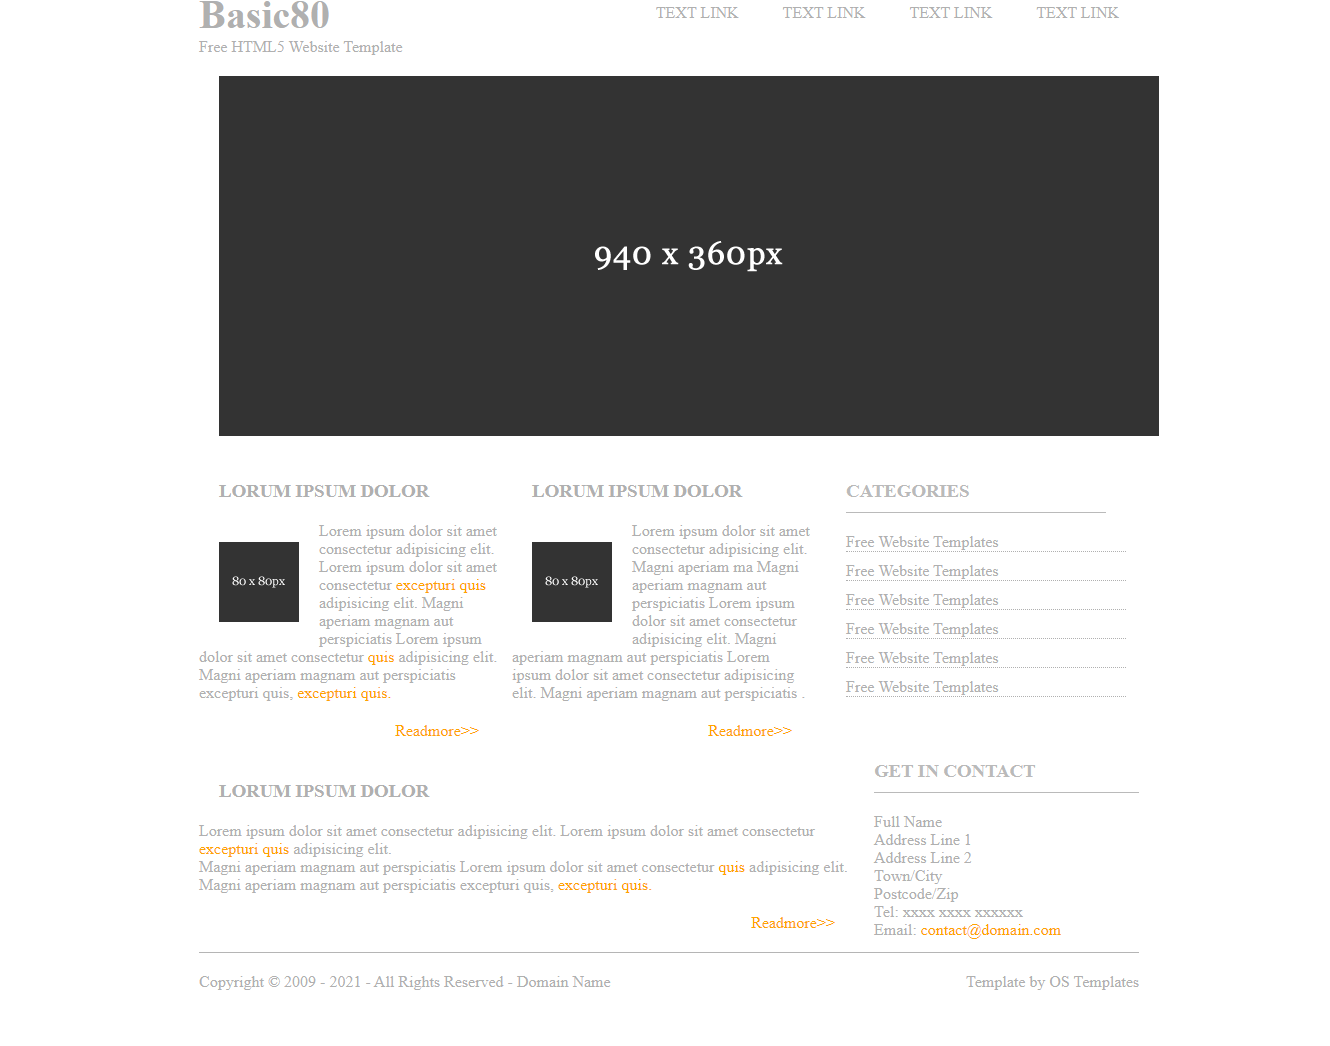 Basic80
Free HTML5 Website Template
TEXT LINK TEXT LINK TEXT LINK TEXT LINK
940 x 360px
LORUM IPSUM DOLOR
80 x 80px
Lorem ipsum dolor sit amet
consectetur adipisicing elit.
Lorem ipsum dolor sit amet
consectetur excepturi quis
adipisicing elit. Magni
aperiam magnam aut
perspiciatis Lorem ipsum
dolor sit amet consectetur quis adipisicing elit.
Magni aperiam magnam aut perspiciatis
excepturi quis, excepturi quis.
Readmore>>
LORUM IPSUM DOLOR
80 x 80px
Lorem ipsum dolor sit amet
consectetur adipisicing elit.
Magni aperiam ma Magni
aperiam magnam aut
perspiciatis Lorem ipsum
dolor sit amet consectetur
adipisicing elit. Magni
aperiam magnam aut perspiciatis Lorem
ipsum dolor sit amet consectetur adipisicing
elit. Magni aperiam magnam aut perspiciatis .
Readmore>>
CATEGORIES
Free Website Templates
Free Website Templates
Free Website Templates
Free Website Templates
Free Website Templates
Free Website Templates
LORUM IPSUM DOLOR
Lorem ipsum dolor sit amet consectetur adipisicing elit. Lorem ipsum dolor sit amet consectetur
excepturi quis adipisicing elit.
Magni aperiam magnam aut perspiciatis Lorem ipsum dolor sit amet consectetur quis adipisicing elit.
Magni aperiam magnam aut perspiciatis excepturi quis, excepturi quis.
Readmore>>
GET IN CONTACT
Full Name
Address Line 1
Address Line 2
Town/City
Postcode/Zip
Tel: xxxx xxxx xxxxxx
Email: contact@domain.com
Copyright © 2009 - 2021 - All Rights Reserved - Domain Name
Template by OS Templates